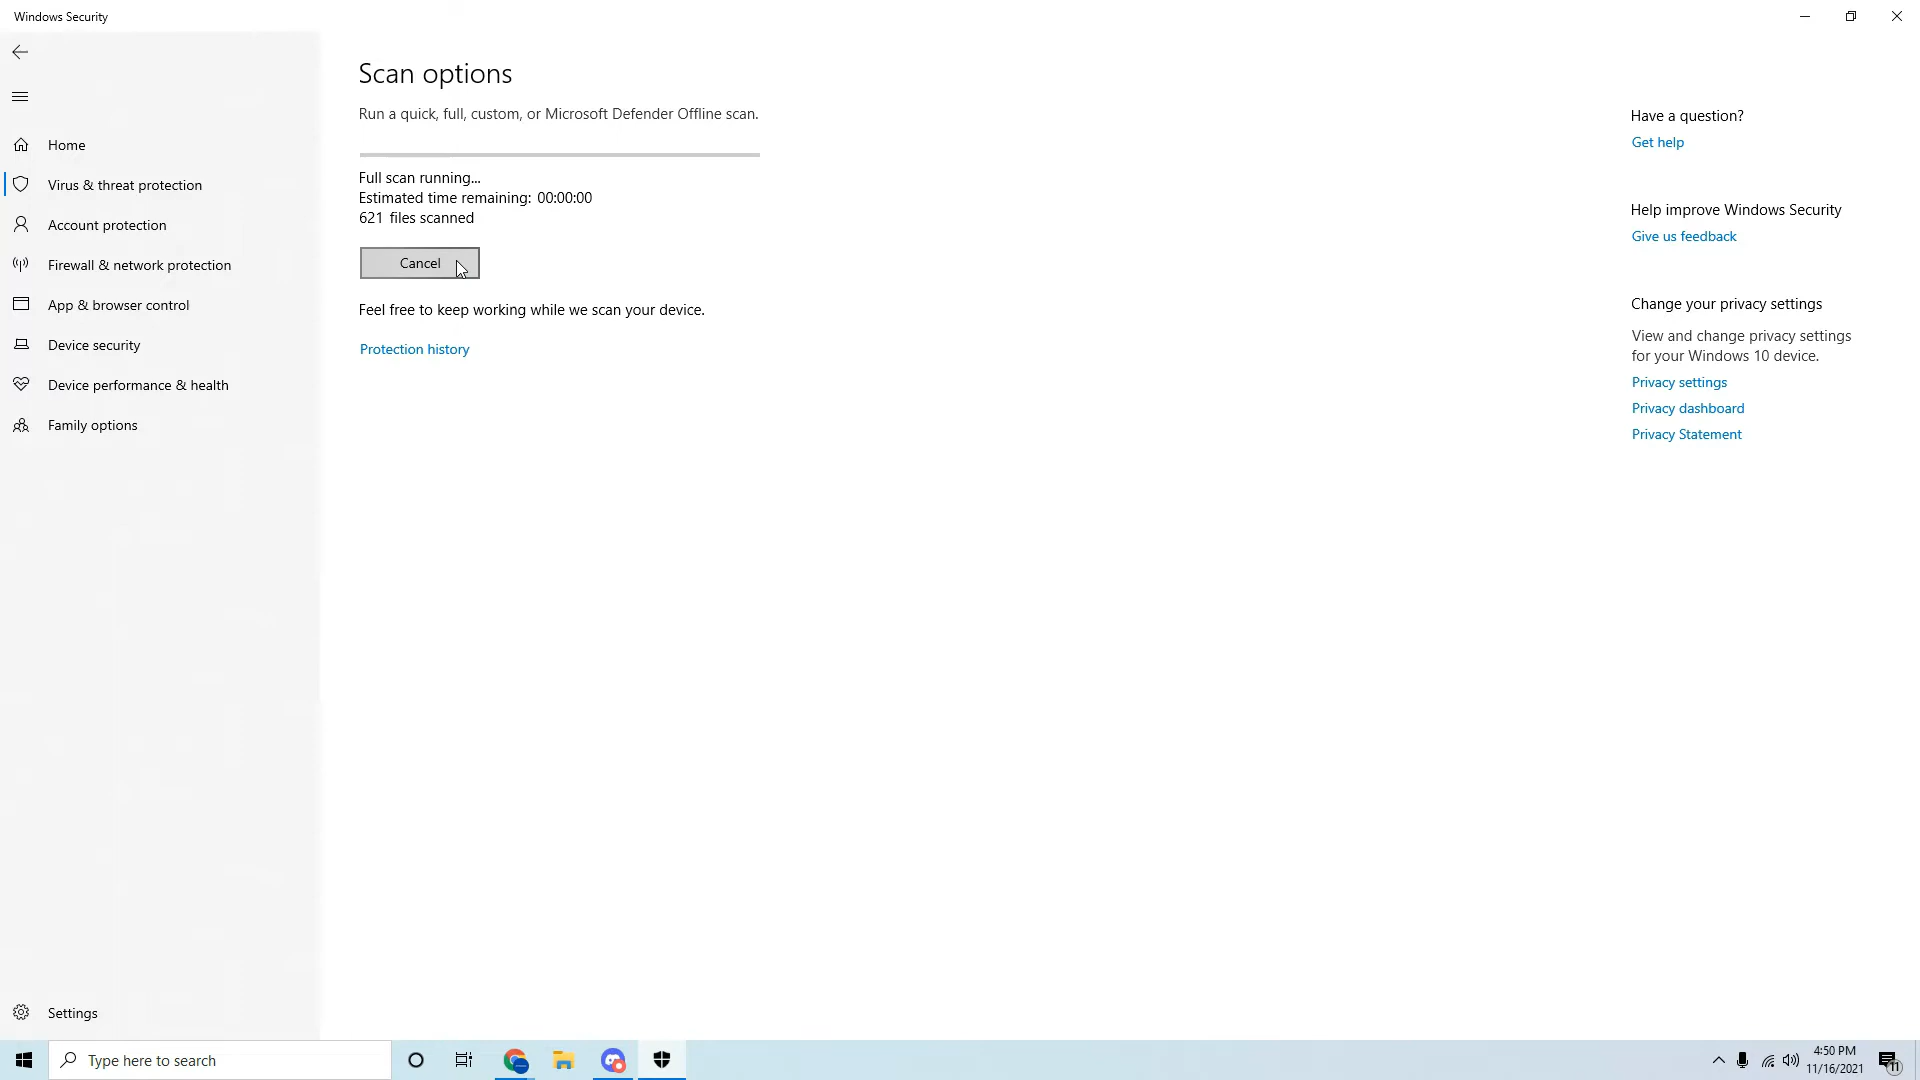 Windows Security
Home
Virus & threat protection
Account protection
Firewall & network protection
App & browser control
Device security
Device performance & health
Family options
Settings
Scan options
Run a quick, full, custom, or Microsoft Defender Offline scan.
Full scan running...
Estimated time remaining: 00:00:00
621 files scanned
Cancel
Feel free to keep working while we scan your device.
Protection history
Have a question?
Get help
Help improve Windows Security
Give us feedback
Change your privacy settings
View and change privacy settings
for your Windows 10 device.
Privacy settings
Privacy dashboard
Privacy Statement
Type here to search
4:50 PM
11/16/2021
11